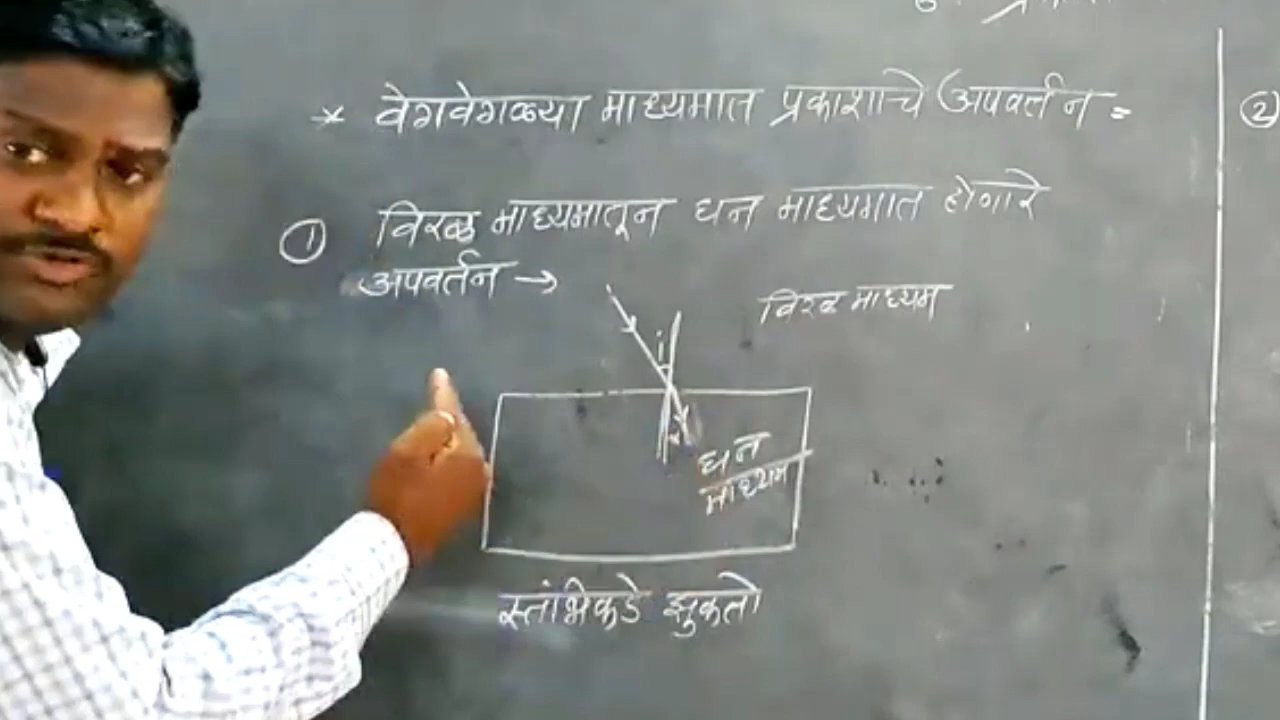 * वेगवेगळ्या माध्यमात प्रकाशाचे अपवर्तन =
① विरळ माध्यमातून घन माध्यमात होणारे
अपवर्तन →
विरळ माध्यम
i
r
घन
माध्यम
स्तंभिकडे झुकतो
②